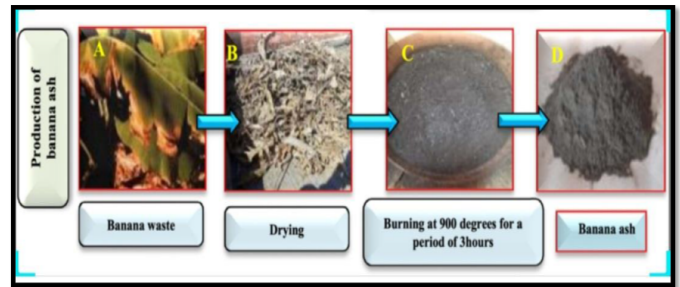 Production of
banana ash
A
B
C
D
Banana waste
Drying
Burning at 900 degrees for a
period of 3hours
Banana ash